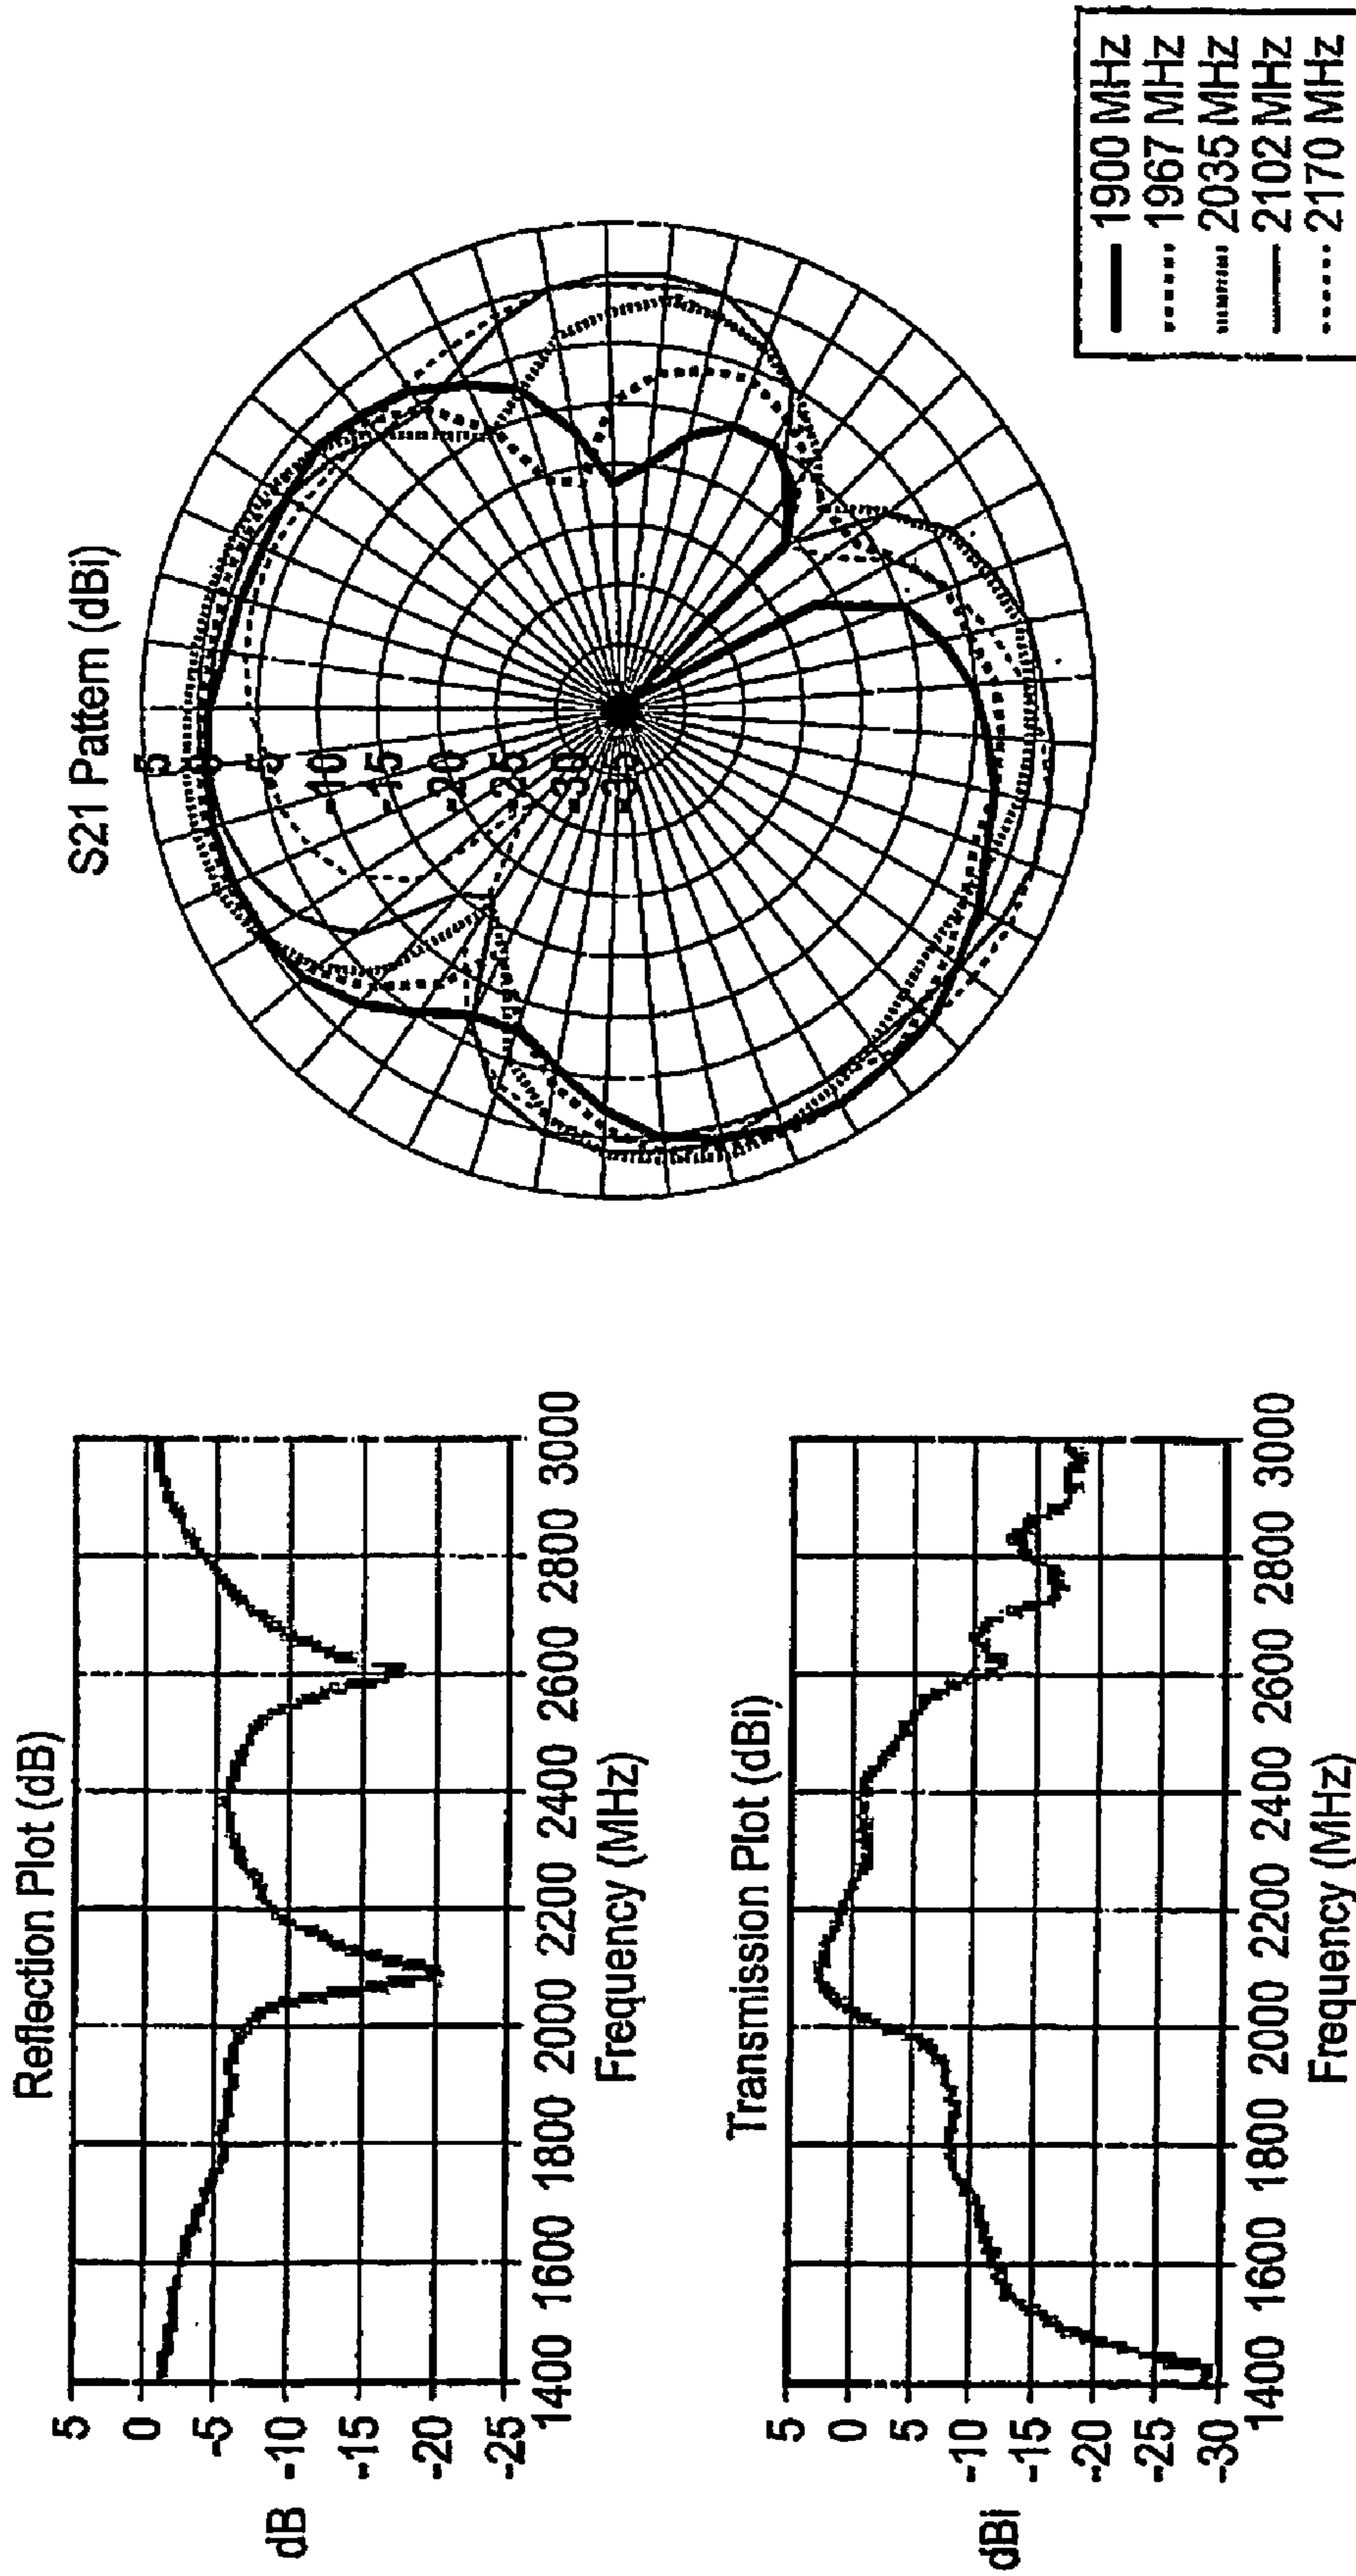 Reflection Plot (dB)
dB
5
0
-5
-10
-15
-20
-25
1400 1600 1800 2000 2200 2400 2600 2800 3000
Frequency (MHz)
Transmission Plot (dBi)
dBi
5
0
5
-10
-15
-20
-25
-30
1400 1600 1800 2000 2200 2400 2600 2800 3000
Frequency (MHz)
S21 Pattem (dBi)
5
0
-5
-10
-15
-20
-25
-30
1900 MHz
1967 MHz
2035 MHz
2102 MHz
2170 MHz